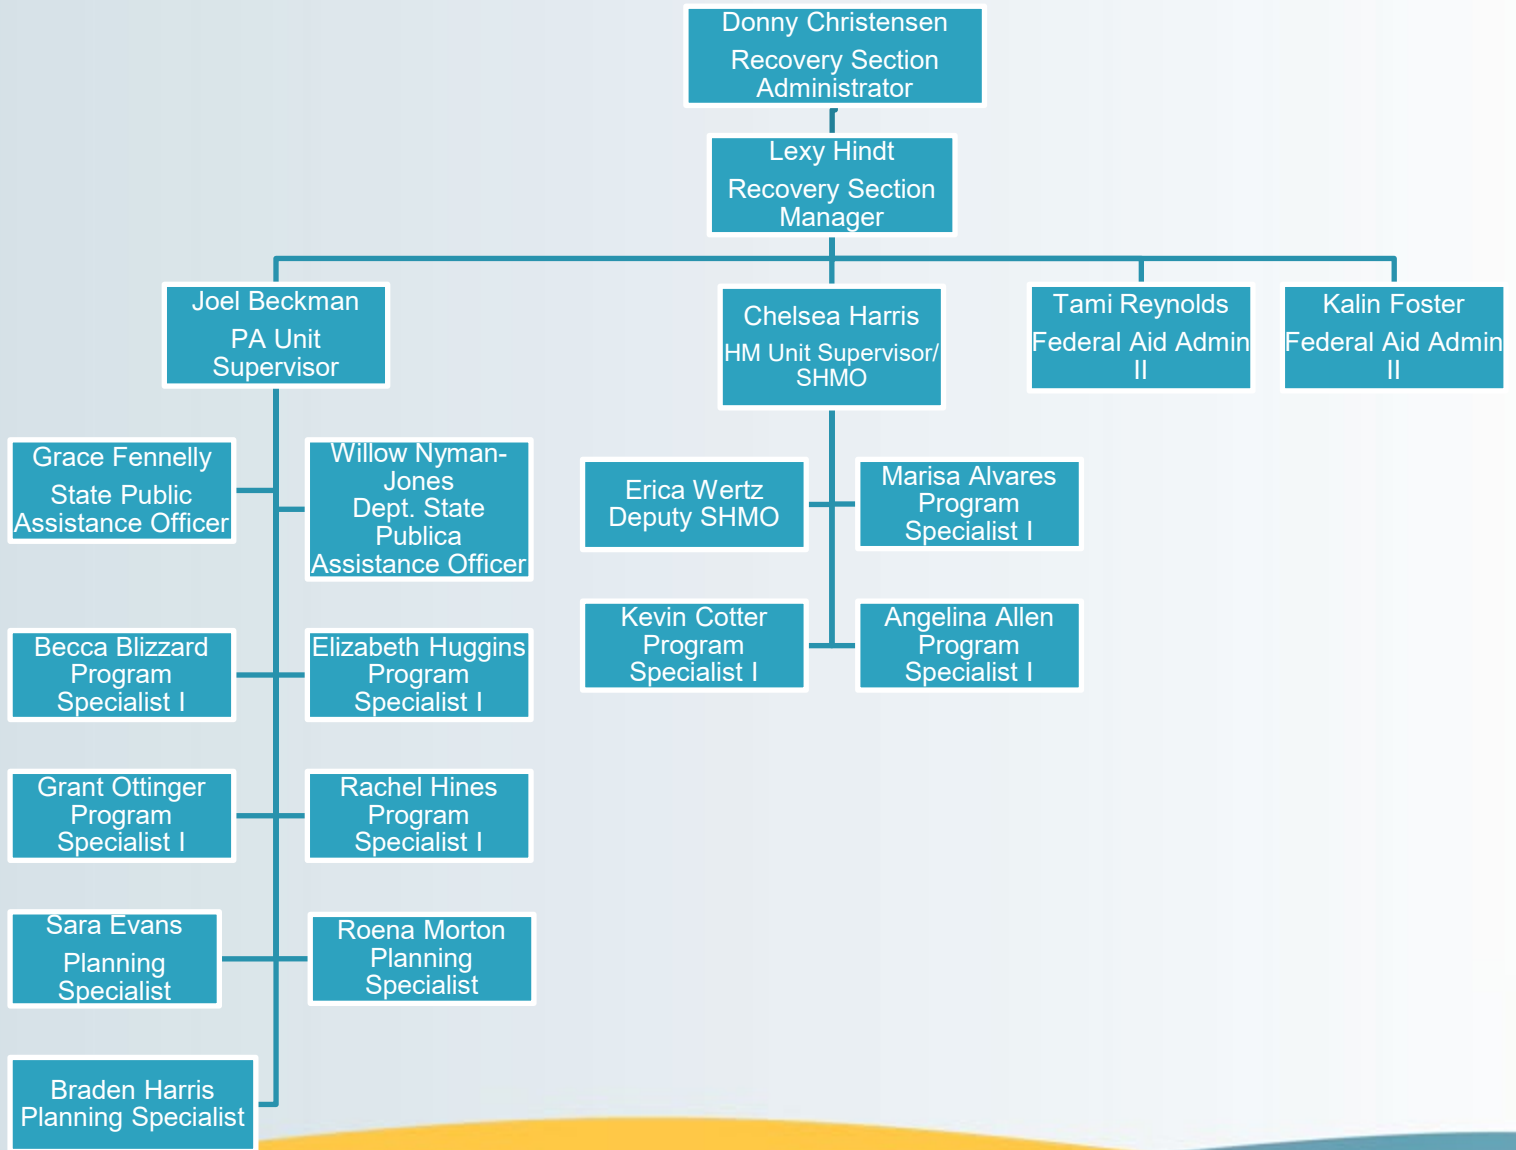 Donny Christensen
Recovery Section
Administrator
Lexy Hindt
Recovery Section
Manager
Joel Beckman
PA Unit
Supervisor
Chelsea Harris
HM Unit Supervisor/
SHMO
Tami Reynolds
Federal Aid Admin
II
Kalin Foster
Federal Aid Admin
II
Grace Fennelly
State Public
Assistance Officer
Willow Nyman-
Jones
Dept. State
Publica
Assistance Officer
Erica Wertz
Deputy SHMO
Marisa Alvares
Program
Specialist I
Kevin Cotter
Program
Specialist I
Angelina Allen
Program
Specialist I
Becca Blizzard
Program
Specialist I
Elizabeth Huggins
Program
Specialist I
Grant Ottinger
Program
Specialist I
Rachel Hines
Program
Specialist I
Sara Evans
Planning
Specialist
Roena Morton
Planning
Specialist
Braden Harris
Planning Specialist